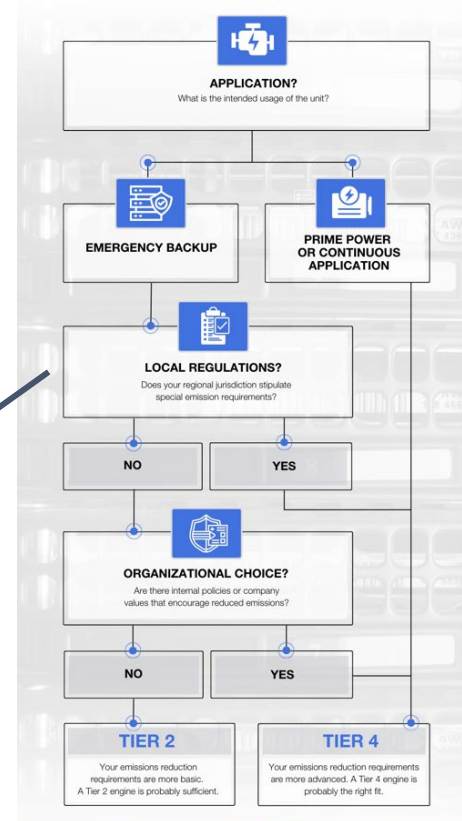 APPLICATION?
What is the intended usage of the unit?
EMERGENCY BACKUP
PRIME POWER
OR CONTINUOUS
APPLICATION
LOCAL REGULATIONS?
Does your regional jurisdiction stipulate
special emission requirements?
NO
YES
ORGANIZATIONAL CHOICE?
Are there internal policies or company
values that encourage reduced emissions?
NO
YES
TIER 2
Your emissions reduction
requirements are more basic.
A Tier 2 engine is probably sufficient.
TIER 4
Your emissions reduction requirements
are more advanced. A Tier 4 engine is
probably the right fit.